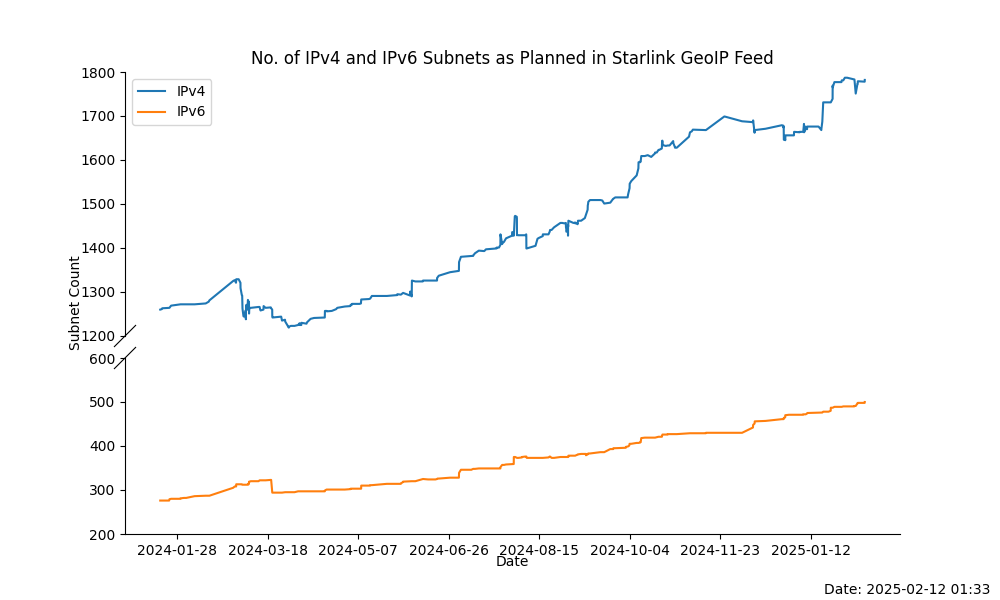 No. of IPv4 and IPv6 Subnets as Planned in Starlink GeoIP Feed
IPv4
IPv6
1800
1700
1600
1500
1400
1300
1200
600
500
400
300
200
Subnet Count
2024-01-28 2024-03-18 2024-05-07 2024-06-26 2024-08-15 2024-10-04 2024-11-23 2025-01-12
Date
Date: 2025-02-12 01:33